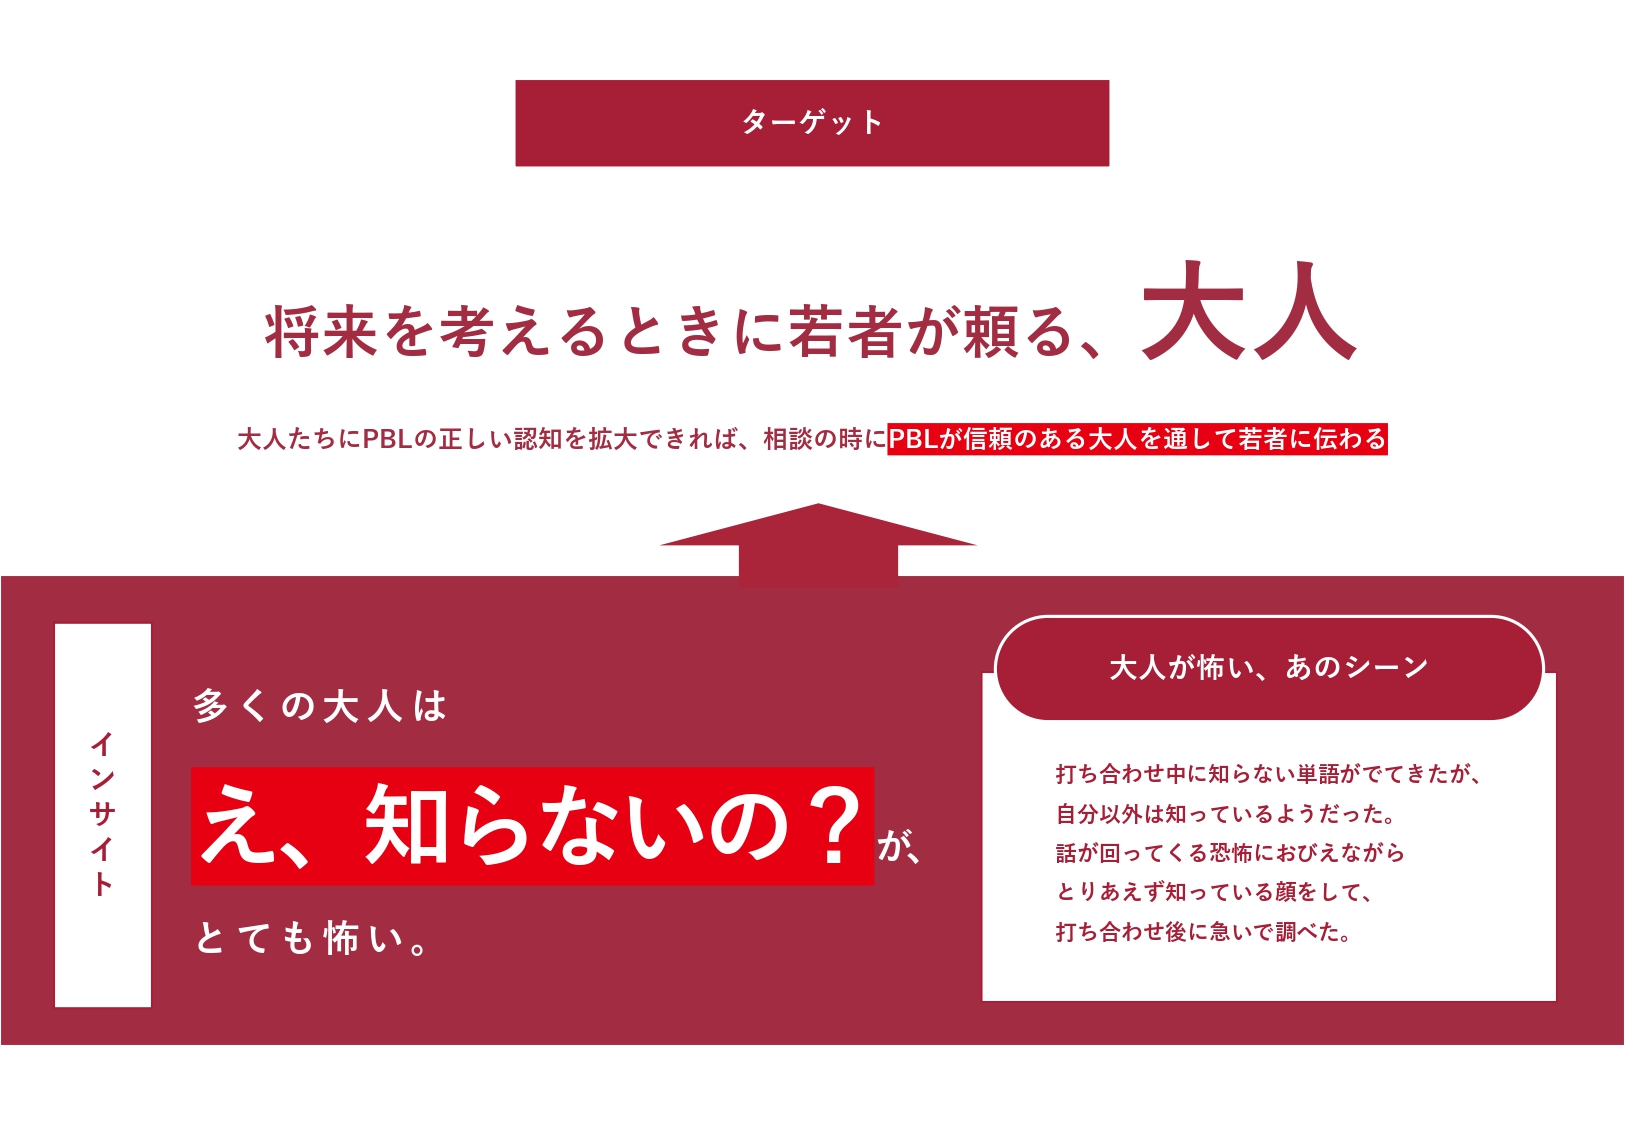 ターゲット
将来を考えるときに若者が頼る、大人
大人たちにPBLの正しい認知を拡大できれば、相談の時にPBLが信頼のある大人を通して若者に伝わる
インサイト
多くの大人は
え、知らないの？が、
とても怖い。
大人が怖い、あのシーン
打ち合わせ中に知らない単語がでてきたが、
自分以外は知っているようだった。
話が回ってくる恐怖におびえながら
とりあえず知っている顔をして、
打ち合わせ後に急いで調べた。